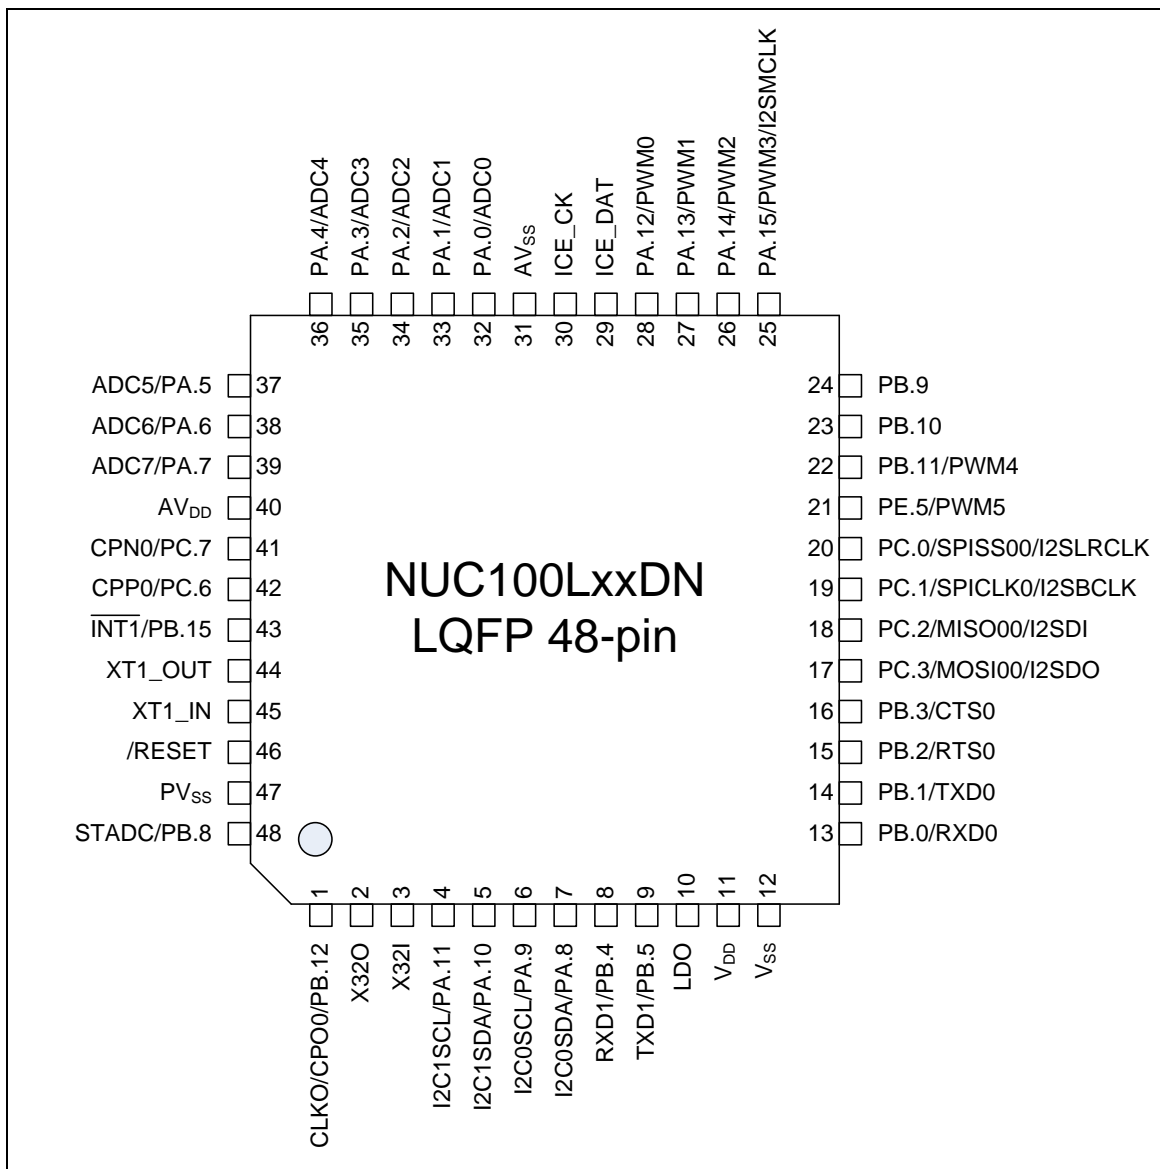 PA.4/ADC4
PA.3/ADC3
PA.2/ADC2
PA.1/ADC1
PA.0/ADC0
AVSS
ICE_CK
ICE_DAT
PA.12/PWM0
PA.13/PWM1
PA.14/PWM2
PA.15/PWM3/I2SMCLK
36
35
34
33
32
31
30
29
28
27
26
25
ADC5/PA.5 37
ADC6/PA.6 38
ADC7/PA.7 39
AVDD 40
CPN0/PC.7 41
CPP0/PC.6 42
INT1/PB.15 43
XT1_OUT 44
XT1_IN 45
/RESET 46
PVSS 47
STADC/PB.8 48
NUC100LxxDN
LQFP 48-pin
24 PB.9
23 PB.10
22 PB.11/PWM4
21 PE.5/PWM5
20 PC.0/SPISS00/I2SLRCLK
19 PC.1/SPICLK0/I2SBCLK
18 PC.2/MISO00/I2SDI
17 PC.3/MOSI00/I2SDO
16 PB.3/CTS0
15 PB.2/RTS0
14 PB.1/TXD0
13 PB.0/RXD0
1
2
3
4
5
6
7
8
9
10
11
12
CLKO/CPO0/PB.12
X32O
X32I
I2C1SCL/PA.11
I2C1SDA/PA.10
I2C0SCL/PA.9
I2C0SDA/PA.8
RXD1/PB.4
TXD1/PB.5
LDO
VDD
VSS